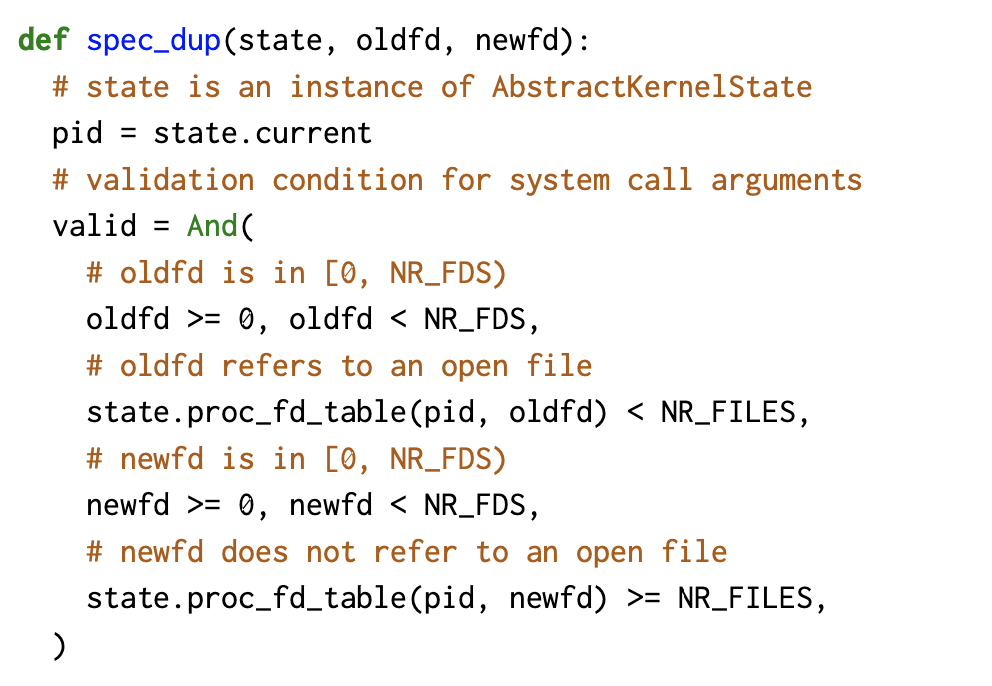 def spec_dup(state, oldfd, newfd):
  # state is an instance of AbstractKernelState
  pid = state.current
  # validation condition for system call arguments
  valid = And(
    # oldfd is in [0, NR_FDS)
    oldfd >= 0, oldfd < NR_FDS,
    # oldfd refers to an open file
    state.proc_fd_table(pid, oldfd) < NR_FILES,
    # newfd is in [0, NR_FDS)
    newfd >= 0, newfd < NR_FDS,
    # newfd does not refer to an open file
    state.proc_fd_table(pid, newfd) >= NR_FILES,
  )